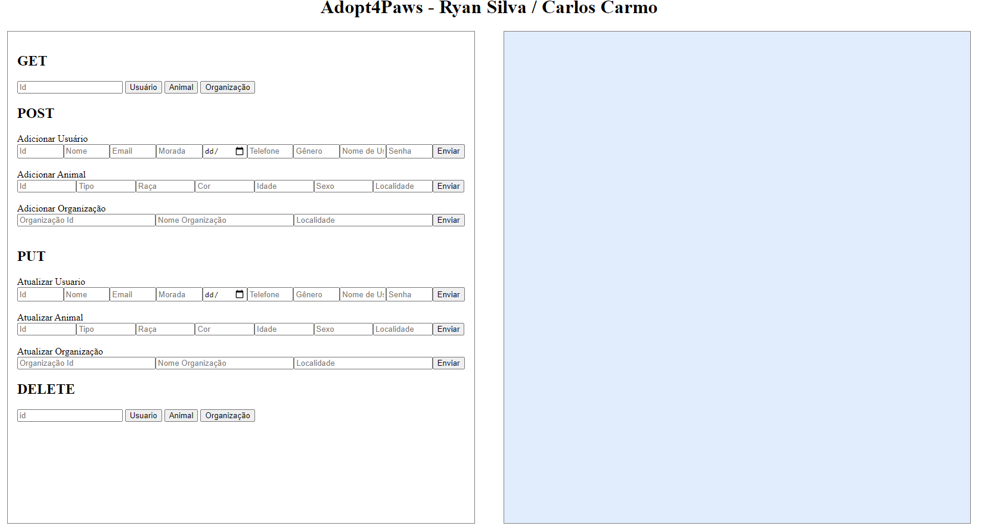 Adopt4Paws - Ryan Silva / Carlos Carmo
GET
Id Usuário Animal Organização
POST
Adicionar Usuário
Id Nome Email Morada dd/ Telefone Gênero Nome de Us Senha Enviar
Adicionar Animal
Id Tipo Raça Cor Idade Sexo Localidade Enviar
Adicionar Organização
Organização Id Nome Organização Localidade Enviar
PUT
Atualizar Usuario
Id Nome Email Morada dd/ Telefone Gênero Nome de Us Senha Enviar
Atualizar Animal
Id Tipo Raça Cor Idade Sexo Localidade Enviar
Atualizar Organização
Organização Id Nome Organização Localidade Enviar
DELETE
id Usuario Animal Organização